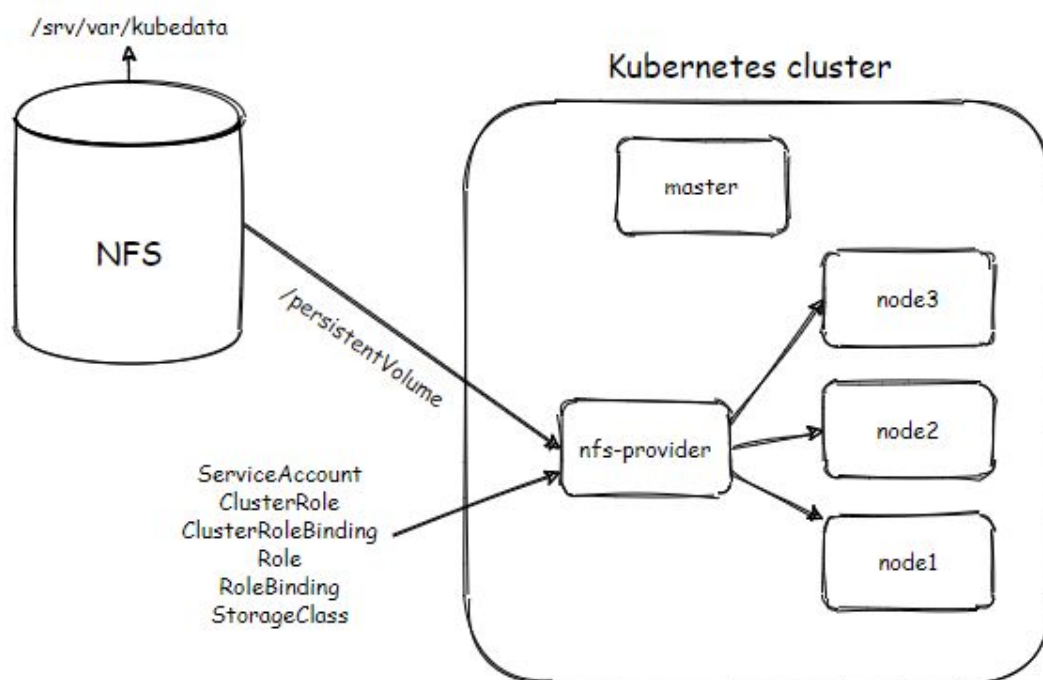 /srv/var/kubedata
Kubernetes cluster
master
NFS
node3
/persistentVolume
node2
nfs-provider
ServiceAccount
ClusterRole
ClusterRoleBinding
Role
RoleBinding
StorageClass
node1